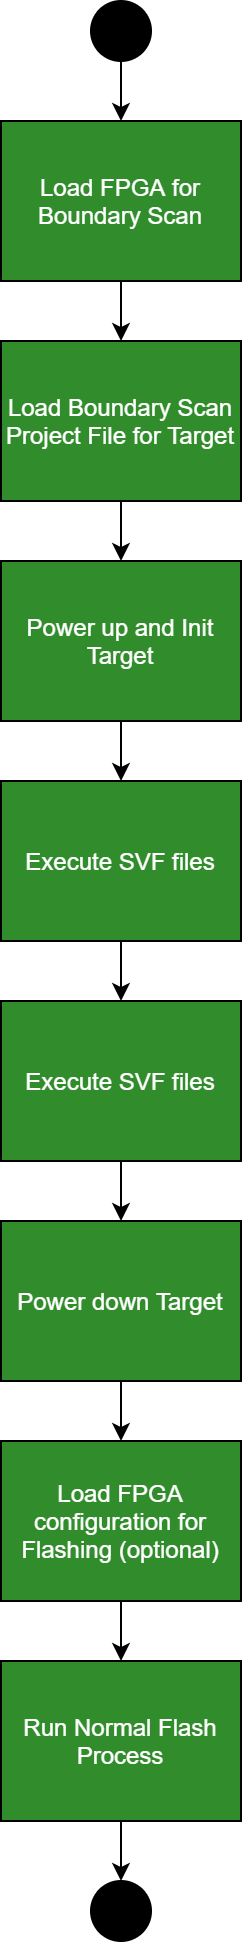 Load FPGA for
Boundary Scan
Load Boundary Scan
Project File for Target
Power up and Init
Target
Execute SVF files
Execute SVF files
Power down Target
Load FPGA
configuration for
Flashing (optional)
Run Normal Flash
Process